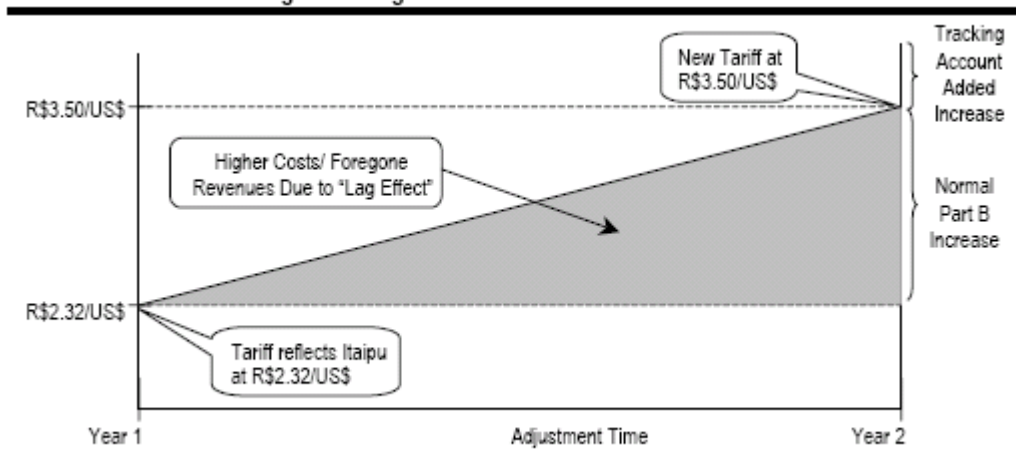 Tracking
Account
Added
Increase
New Tariff at
R$3.50/US$
R$3.50/US$
Higher Costs/ Foregone
Revenues Due to "Lag Effect"
Normal
Part B
Increase
R$2.32/US$
Tariff reflects Itaipu
at R$2.32/US$
Year 1
Adjustment Time
Year 2